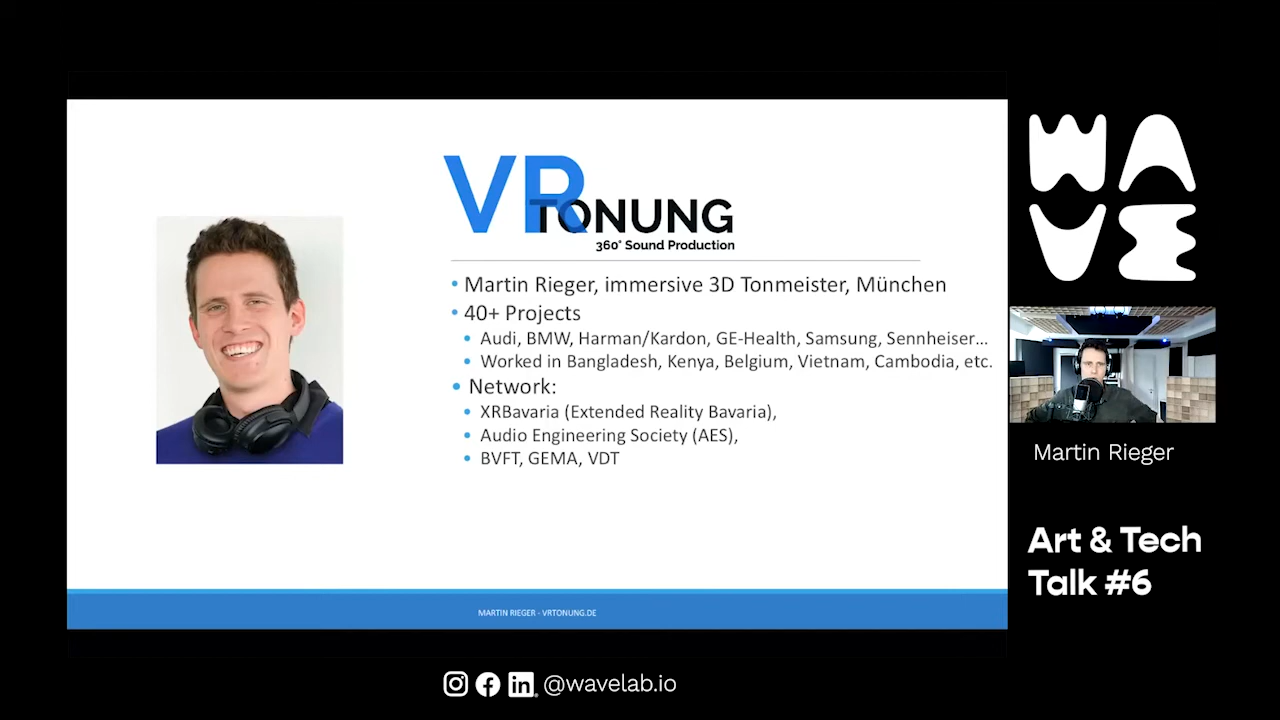 VRTONUNG
360° Sound Production
• Martin Rieger, immersive 3D Tonmeister, München
• 40+ Projects
• Audi, BMW, Harman/Kardon, GE-Health, Samsung, Sennheiser…
• Worked in Bangladesh, Kenya, Belgium, Vietnam, Cambodia, etc.
• Network:
• XRBavaria (Extended Reality Bavaria),
• Audio Engineering Society (AES),
• BVFT, GEMA, VDT
MARTIN RIEGER - VRTONUNG.DE
WA
VE
Martin Rieger
Art & Tech
Talk #6
@wavelab.io